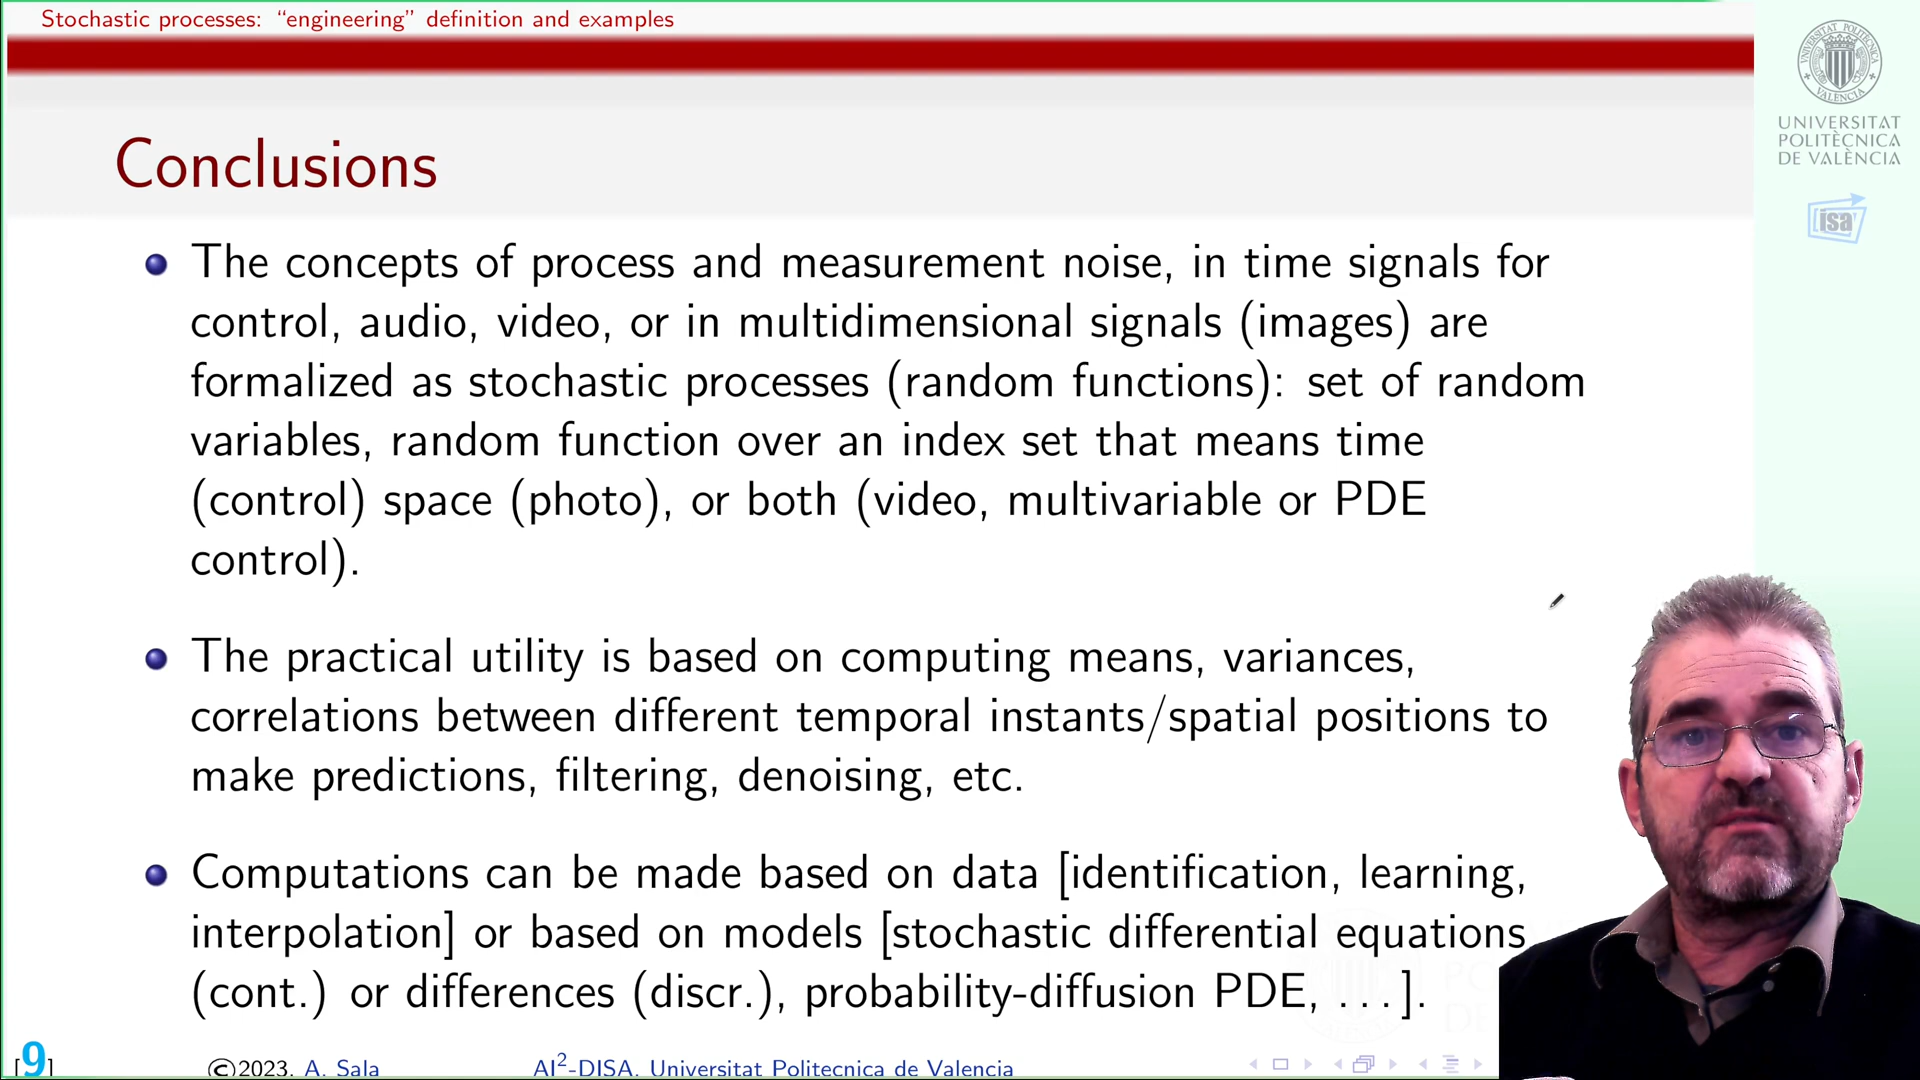 Stochastic processes: “engineering” definition and examples
UNIVERSITAT
POLITÈCNICA
DE VALÈNCIA
isa
Conclusions
The concepts of process and measurement noise, in time signals for
control, audio, video, or in multidimensional signals (images) are
formalized as stochastic processes (random functions): set of random
variables, random function over an index set that means time
(control) space (photo), or both (video, multivariable or PDE
control).
The practical utility is based on computing means, variances,
correlations between different temporal instants/spatial positions to
make predictions, filtering, denoising, etc.
Computations can be made based on data [identification, learning,
interpolation] or based on models [stochastic differential equations
(cont.) or differences (discr.), probability-diffusion PDE, ...].
[9]
©2023, A. Sala
AI²-DISA, Universitat Politecnica de Valencia